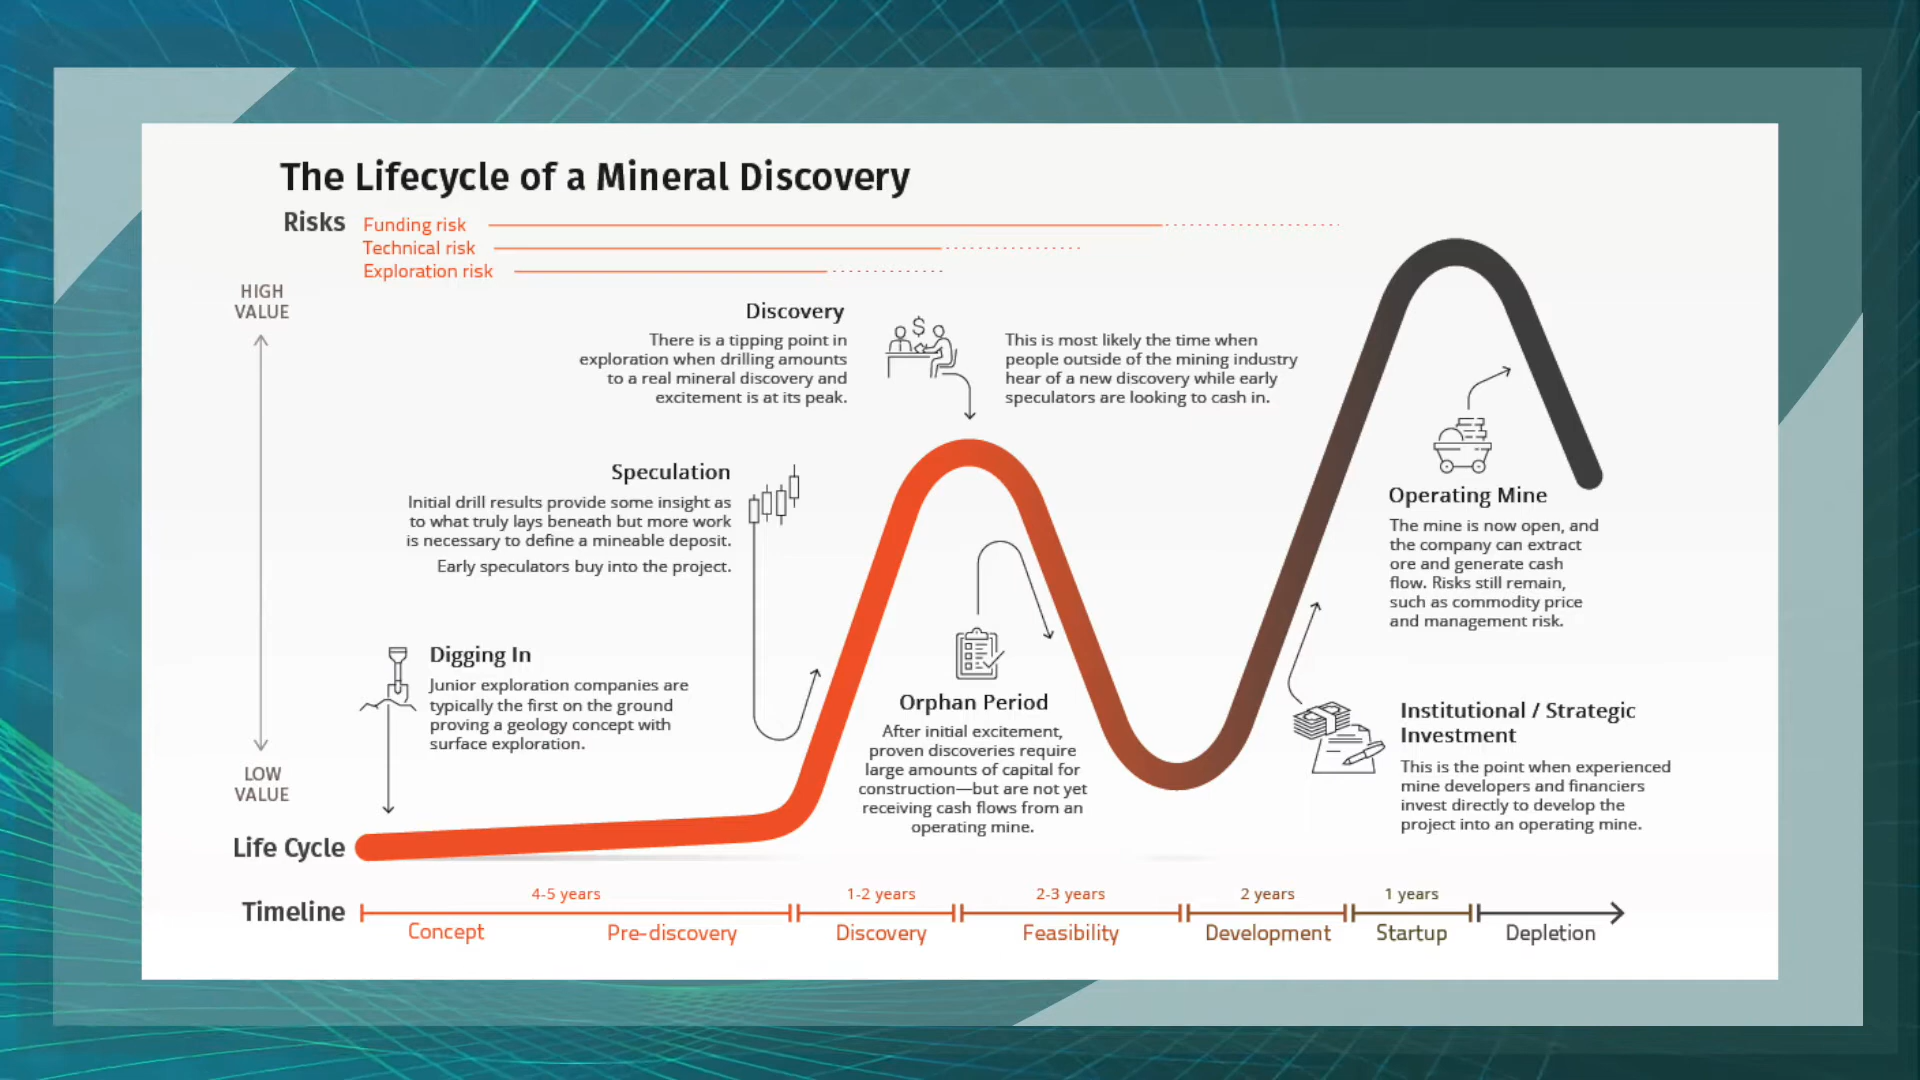 The Lifecycle of a Mineral Discovery
Risks
Funding risk
Technical risk
Exploration risk
HIGH
VALUE
LOW
VALUE
Discovery
There is a tipping point in
exploration when drilling amounts
to a real mineral discovery and
excitement is at its peak.
$
This is most likely the time when
people outside of the mining industry
hear of a new discovery while early
speculators are looking to cash in.
Speculation
Initial drill results provide some insight as
to what truly lays beneath but more work
is necessary to define a mineable deposit.
Early speculators buy into the project.
Digging In
Junior exploration companies are
typically the first on the ground
proving a geology concept with
surface exploration.
Orphan Period
After initial excitement,
proven discoveries require
large amounts of capital for
construction—but are not yet
receiving cash flows from an
operating mine.
Operating Mine
The mine is now open, and
the company can extract
ore and generate cash
flow. Risks still remain,
such as commodity price
and management risk.
Institutional / Strategic
Investment
This is the point when experienced
mine developers and financiers
invest directly to develop the
project into an operating mine.
Life Cycle
Timeline
4-5 years
1-2 years
2-3 years
2 years
1 years
Concept
Pre-discovery
Discovery
Feasibility
Development
Startup
Depletion